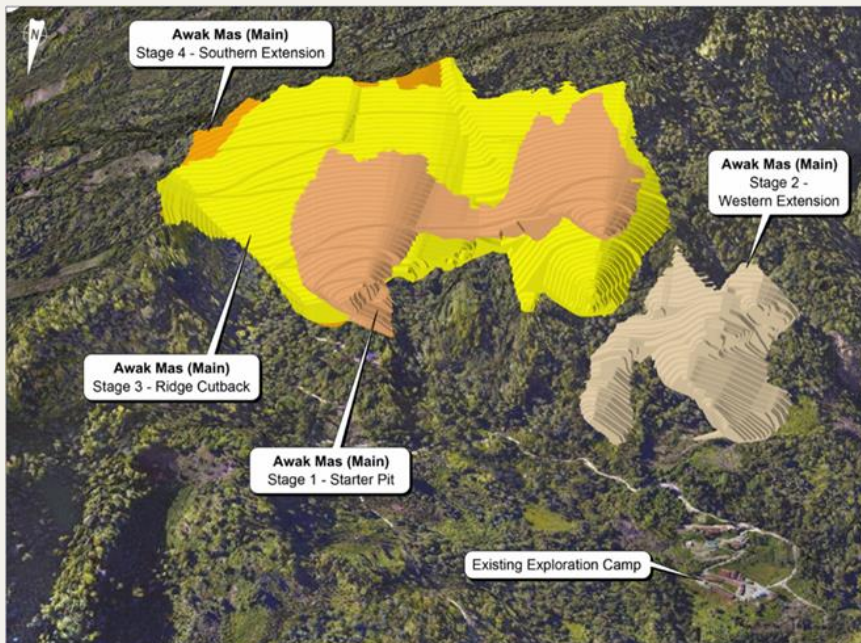 N
Awak Mas (Main)
Stage 4 - Southern Extension
Awak Mas (Main)
Stage 2 -
Western Extension
Awak Mas (Main)
Stage 3 - Ridge Cutback
Awak Mas (Main)
Stage 1 - Starter Pit
Existing Exploration Camp